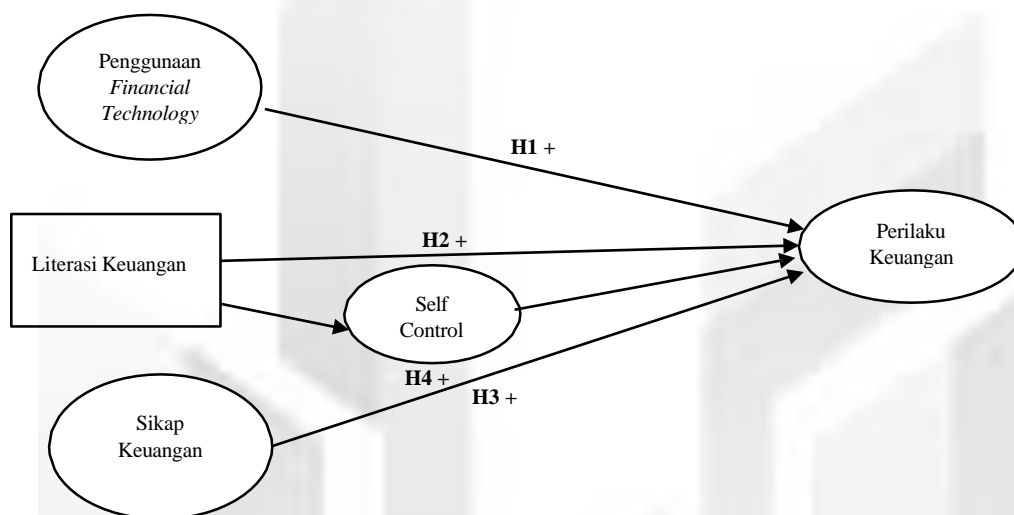 Penggunaan
Financial
Technology
H1 +
Literasi Keuangan
H2 +
Perilaku
Keuangan
Self
Control
H4 +
H3 +
Sikap
Keuangan